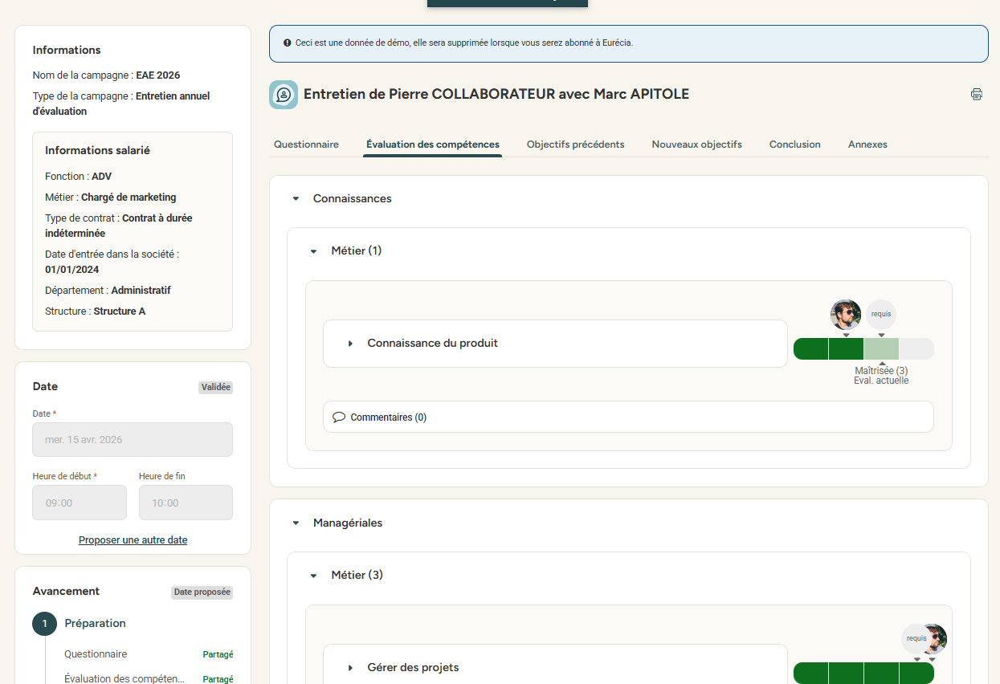 Informations
Nom de la campagne : EAE 2026
Type de la campagne : Entretien annuel
d'évaluation
Informations salarié
Fonction : ADV
Métier : Chargé de marketing
Type de contrat : Contrat à durée
indéterminée
Date d'entrée dans la société :
01/01/2024
Département : Administratif
Structure : Structure A
Date
Validée
Date *
mer. 15 avr. 2026
Heure de début *
Heure de fin
09:00
10:00
Proposer une autre date
Avancement
Date proposée
1
Préparation
Questionnaire
Partagé
Évaluation des compéten...
Partagé
Ceci est une donnée de démo, elle sera supprimée lorsque vous serez abonné à Eurécia.
Entretien de Pierre COLLABORATEUR avec Marc APITOLE
Questionnaire
Évaluation des compétences
Objectifs précédents
Nouveaux objectifs
Conclusion
Annexes
Connaissances
Métier (1)
requis
Connaissance du produit
Maîtrisée (3)
Eval. actuelle
Commentaires (0)
Managériales
Métier (3)
requis
Gérer des projets